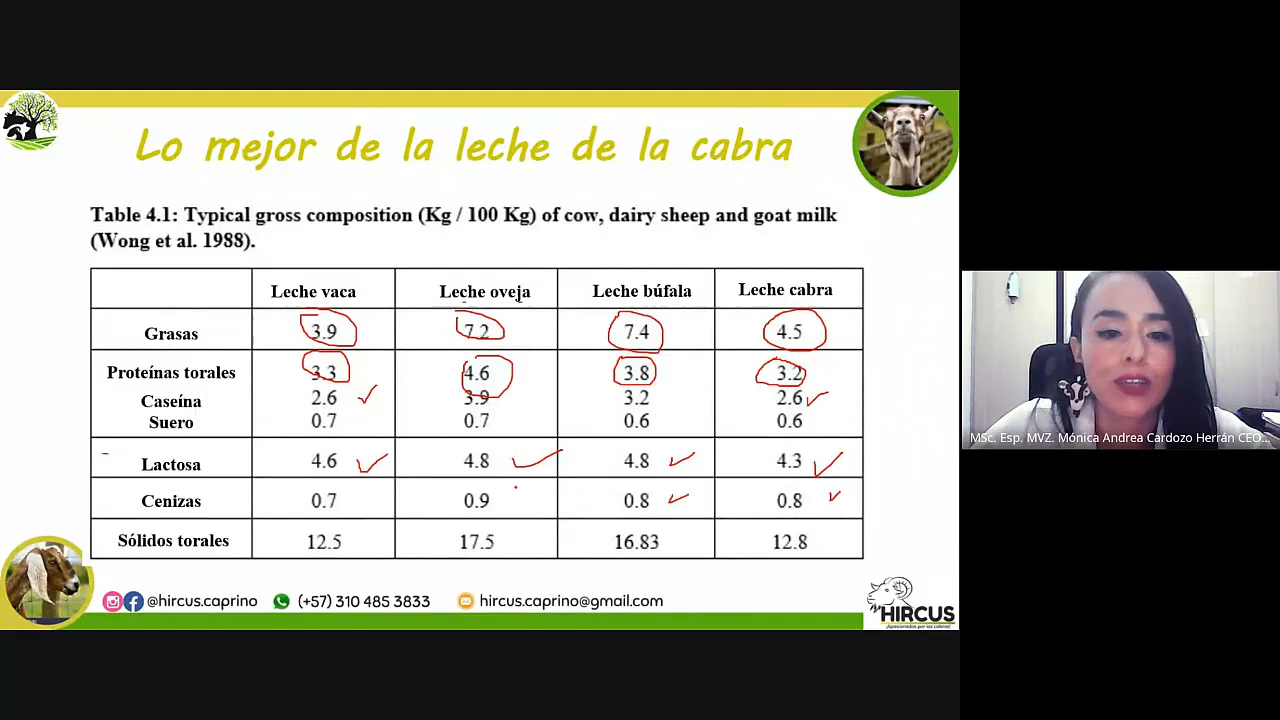 Lo mejor de la leche de la cabra
Table 4.1: Typical gross composition (Kg / 100 Kg) of cow, dairy sheep and goat milk
(Wong et al. 1988).
Leche vaca Leche oveja Leche búfala Leche cabra
Grasas 3.9 7.2 7.4 4.5
Proteínas torales 3.3 4.6 3.8 3.2
Caseína 2.6 3.9 3.2 2.6
Suero 0.7 0.7 0.6 0.6
Lactosa 4.6 4.8 4.8 4.3
Cenizas 0.7 0.9 0.8 0.8
Sólidos torales 12.5 17.5 16.83 12.8
@hircus.caprino (+57) 310 485 3833 hircus.caprino@gmail.com
HIRCUS
¡Apasionados por las cabras!
MSc. Esp. MVZ. Mónica Andrea Cardozo Herrán CEO...